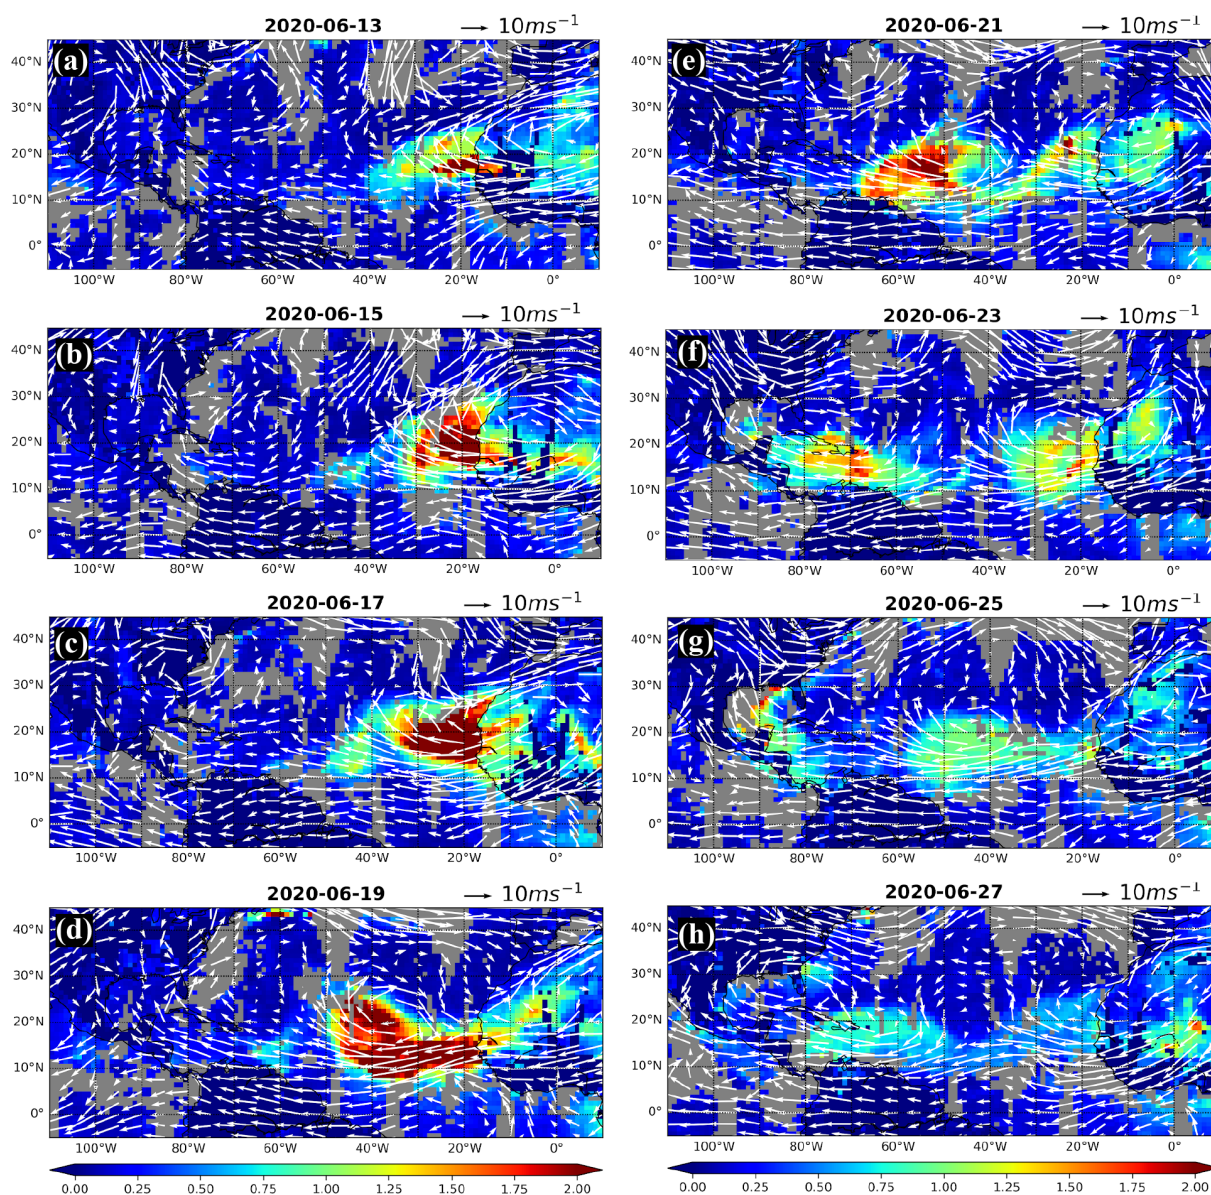 2020-06-13 → 10ms⁻¹
(a)
40°N
30°N
20°N
10°N
0°
100°W 80°W 60°W 40°W 20°W 0°
2020-06-15 → 10ms⁻¹
(b)
40°N
30°N
20°N
10°N
0°
100°W 80°W 60°W 40°W 20°W 0°
2020-06-17 → 10ms⁻¹
(c)
40°N
30°N
20°N
10°N
0°
100°W 80°W 60°W 40°W 20°W 0°
2020-06-19 → 10ms⁻¹
(d)
40°N
30°N
20°N
10°N
0°
100°W 80°W 60°W 40°W 20°W 0°
0.00 0.25 0.50 0.75 1.00 1.25 1.50 1.75 2.00
2020-06-21 → 10ms⁻¹
(e)
40°N
30°N
20°N
10°N
0°
100°W 80°W 60°W 40°W 20°W 0°
2020-06-23 → 10ms⁻¹
(f)
40°N
30°N
20°N
10°N
0°
100°W 80°W 60°W 40°W 20°W 0°
2020-06-25 → 10ms⁻¹
(g)
40°N
30°N
20°N
10°N
0°
100°W 80°W 60°W 40°W 20°W 0°
2020-06-27 → 10ms⁻¹
(h)
40°N
30°N
20°N
10°N
0°
100°W 80°W 60°W 40°W 20°W 0°
0.00 0.25 0.50 0.75 1.00 1.25 1.50 1.75 2.00